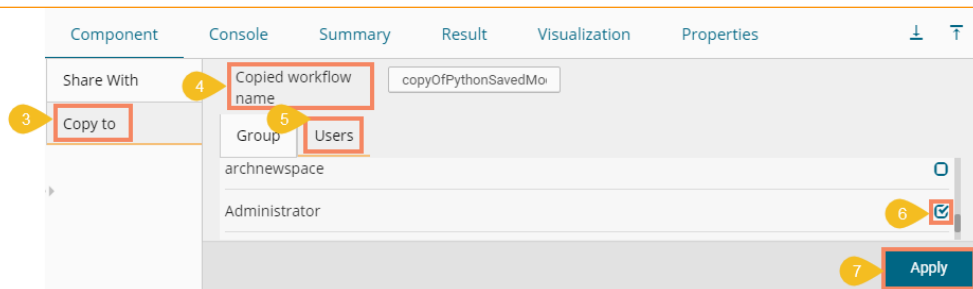 Component Console Summary Result Visualization Properties
Share With
4 Copied workflow
name
copyOfPythonSavedMo
3 Copy to
5
Group Users
archnewspace
Administrator
6
7 Apply